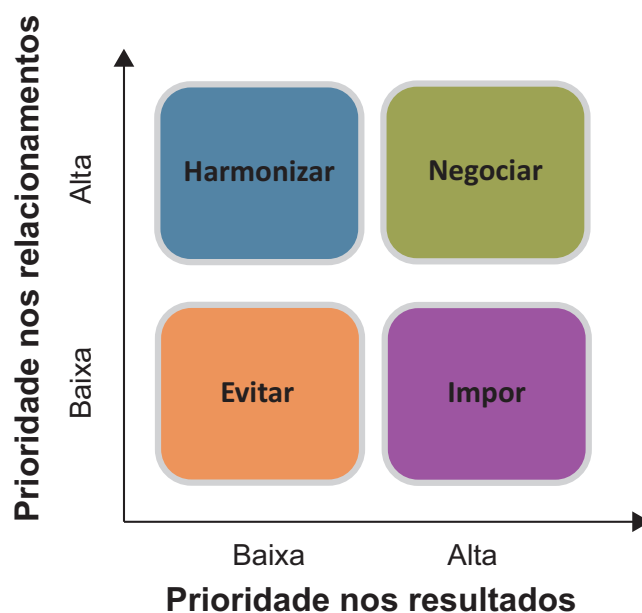 Prioridade nos relacionamentos
Alta
Baixa
Harmonizar
Negociar
Evitar
Impor
Baixa
Alta
Prioridade nos resultados